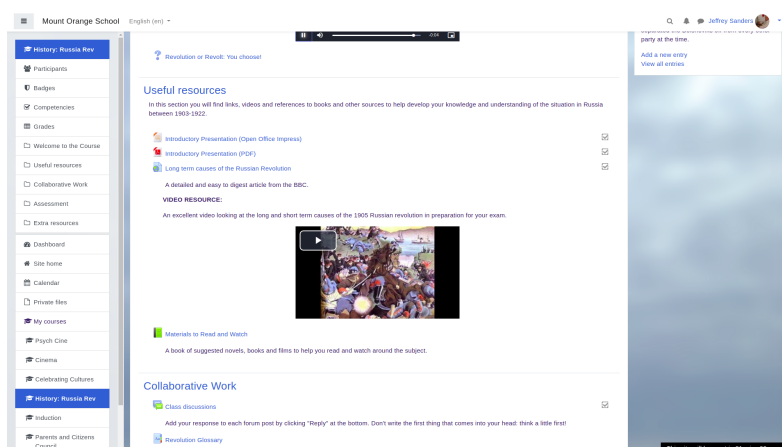 Mount Orange School
English (en)
Jeffrey Sanders
History: Russia Rev
Participants
Badges
Competencies
Grades
Welcome to the Course
Useful resources
Collaborative Work
Assessment
Extra resources
Dashboard
Site home
Calendar
Private files
My courses
Psych Cine
Cinema
Celebrating Cultures
History: Russia Rev
Induction
Parents and Citizens
Council
-0:04
Revolution or Revolt: You choose!
Useful resources
In this section you will find links, videos and references to books and other sources to help develop your knowledge and understanding of the situation in Russia
between 1903-1922.
Introductory Presentation (Open Office Impress)
Introductory Presentation (PDF)
Long term causes of the Russian Revolution
A detailed and easy to digest article from the BBC.
VIDEO RESOURCE:
An excellent video looking at the long and short term causes of the 1905 Russian revolution in preparation for your exam.
Materials to Read and Watch
A book of suggested novels, books and films to help you read and watch around the subject.
Collaborative Work
Class discussions
Add your response to each forum post by clicking "Reply" at the bottom. Don't write the first thing that comes into your head: think a little first!
Revolution Glossary
party at the time.
Add a new entry
View all entries